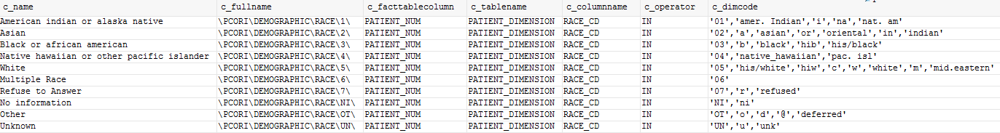 c_name c_fullname c_facttablecolumn c_tablename c_columnname c_operator c_dimcode
American indian or alaska native \PCORI\DEMOGRAPHIC\RACE\1\ PATIENT_NUM PATIENT_DIMENSION RACE_CD IN '01','amer. Indian','i','na','nat. am'
Asian \PCORI\DEMOGRAPHIC\RACE\2\ PATIENT_NUM PATIENT_DIMENSION RACE_CD IN '02','a','asian','or','oriental','in','indian'
Black or african american \PCORI\DEMOGRAPHIC\RACE\3\ PATIENT_NUM PATIENT_DIMENSION RACE_CD IN '03','b','black','hib','his/black'
Native hawaiian or other pacific islander \PCORI\DEMOGRAPHIC\RACE\4\ PATIENT_NUM PATIENT_DIMENSION RACE_CD IN '04','native_hawaiian','pac. isl'
White \PCORI\DEMOGRAPHIC\RACE\5\ PATIENT_NUM PATIENT_DIMENSION RACE_CD IN '05','his/white','hiw','c','w','white','m','mid.eastern'
Multiple Race \PCORI\DEMOGRAPHIC\RACE\6\ PATIENT_NUM PATIENT_DIMENSION RACE_CD IN '06'
Refuse to Answer \PCORI\DEMOGRAPHIC\RACE\7\ PATIENT_NUM PATIENT_DIMENSION RACE_CD IN '07','r','refused'
No information \PCORI\DEMOGRAPHIC\RACE\NI\ PATIENT_NUM PATIENT_DIMENSION RACE_CD IN 'NI','ni'
Other \PCORI\DEMOGRAPHIC\RACE\OT\ PATIENT_NUM PATIENT_DIMENSION RACE_CD IN 'OT','o','d','@','deferred'
Unknown \PCORI\DEMOGRAPHIC\RACE\UN\ PATIENT_NUM PATIENT_DIMENSION RACE_CD IN 'UN','u','unk'